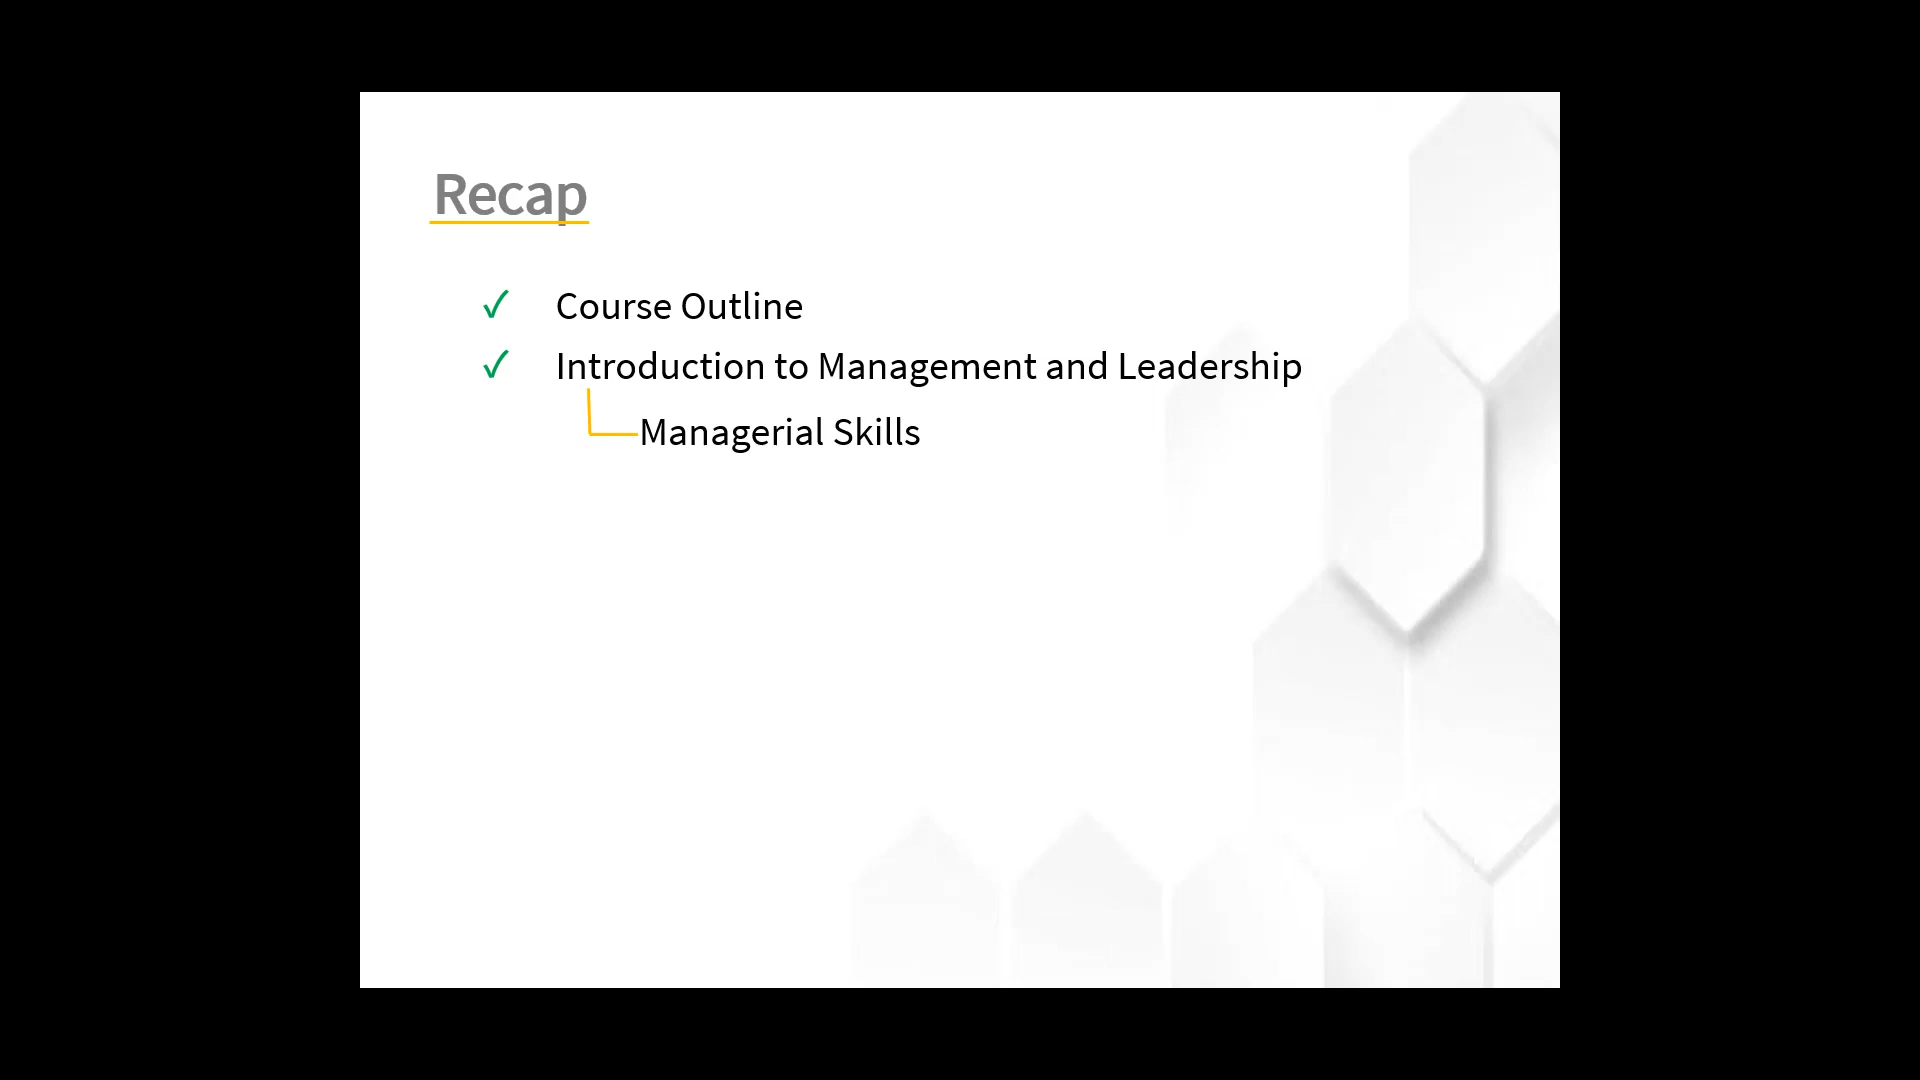 Recap
✓ Course Outline
✓ Introduction to Management and Leadership
Managerial Skills